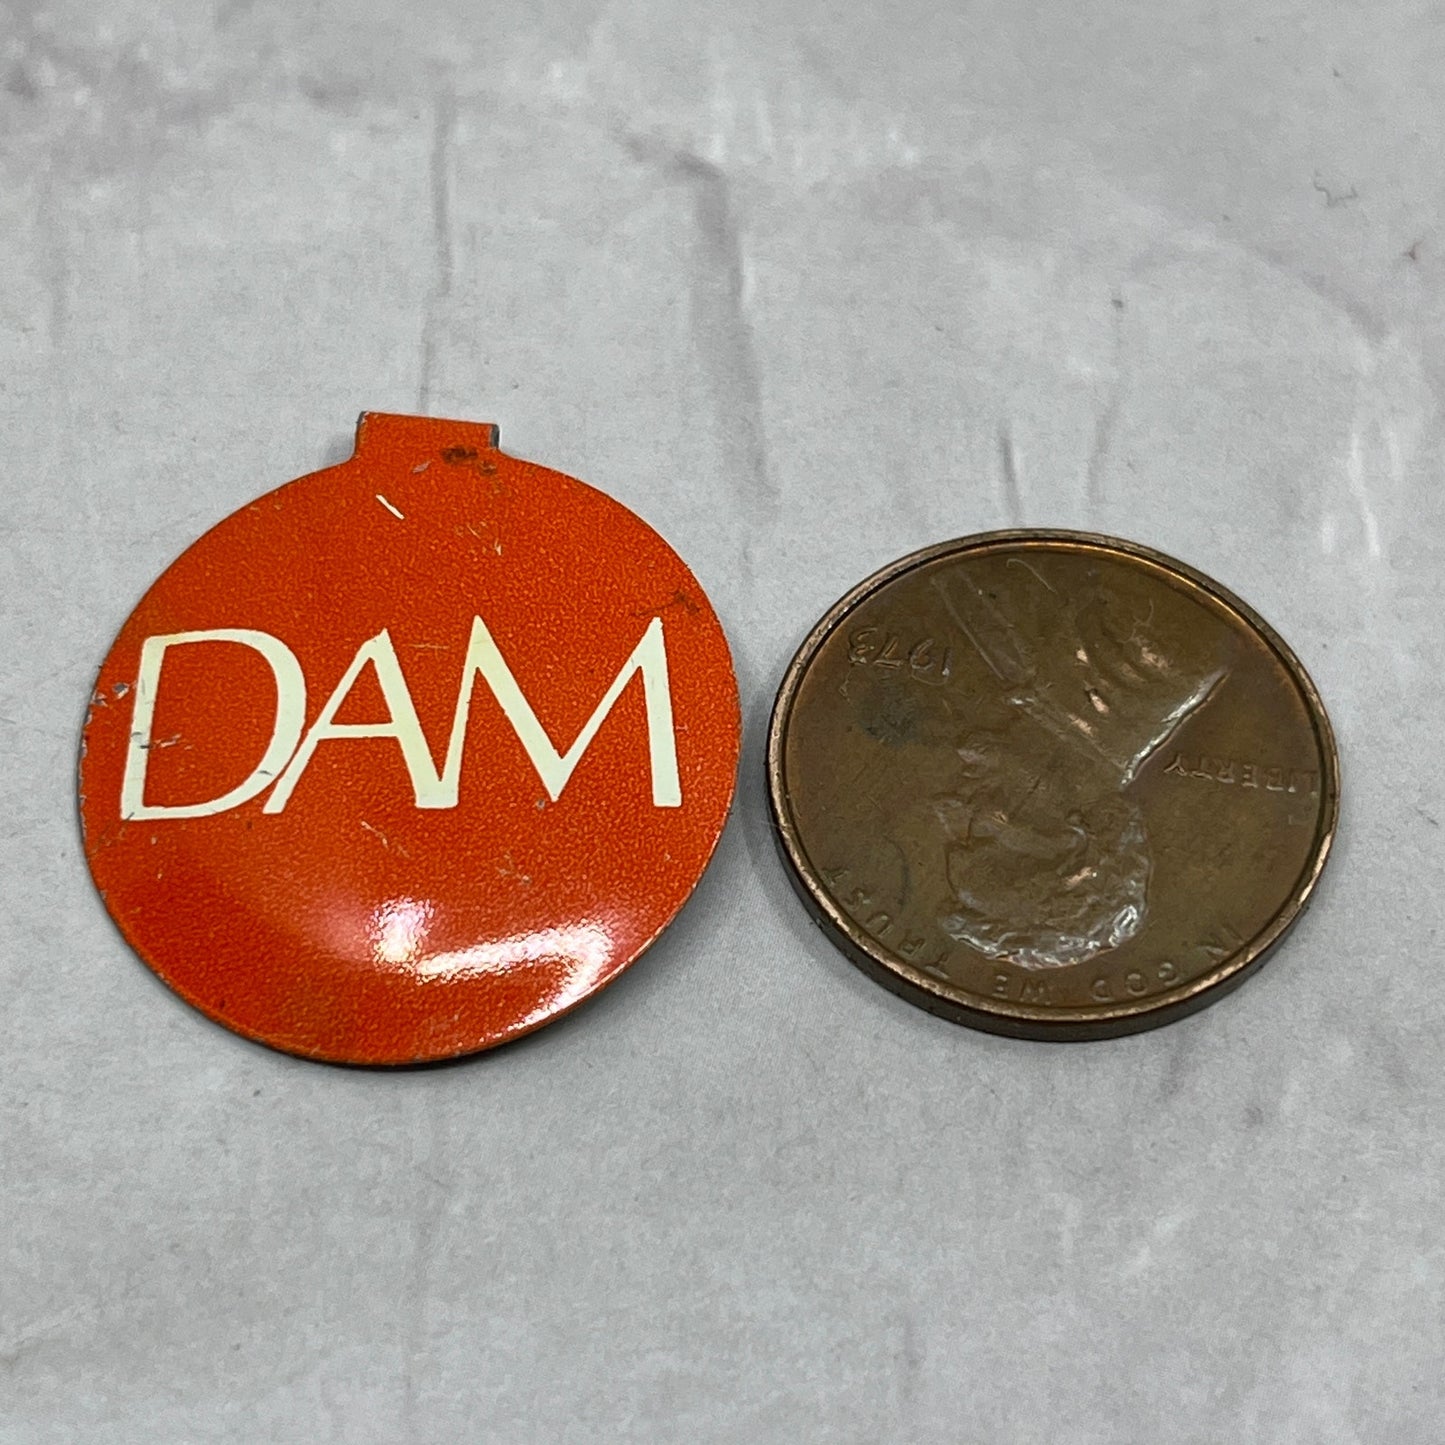 DAM
IN GOD WE TRUST
LIBERTY
1973